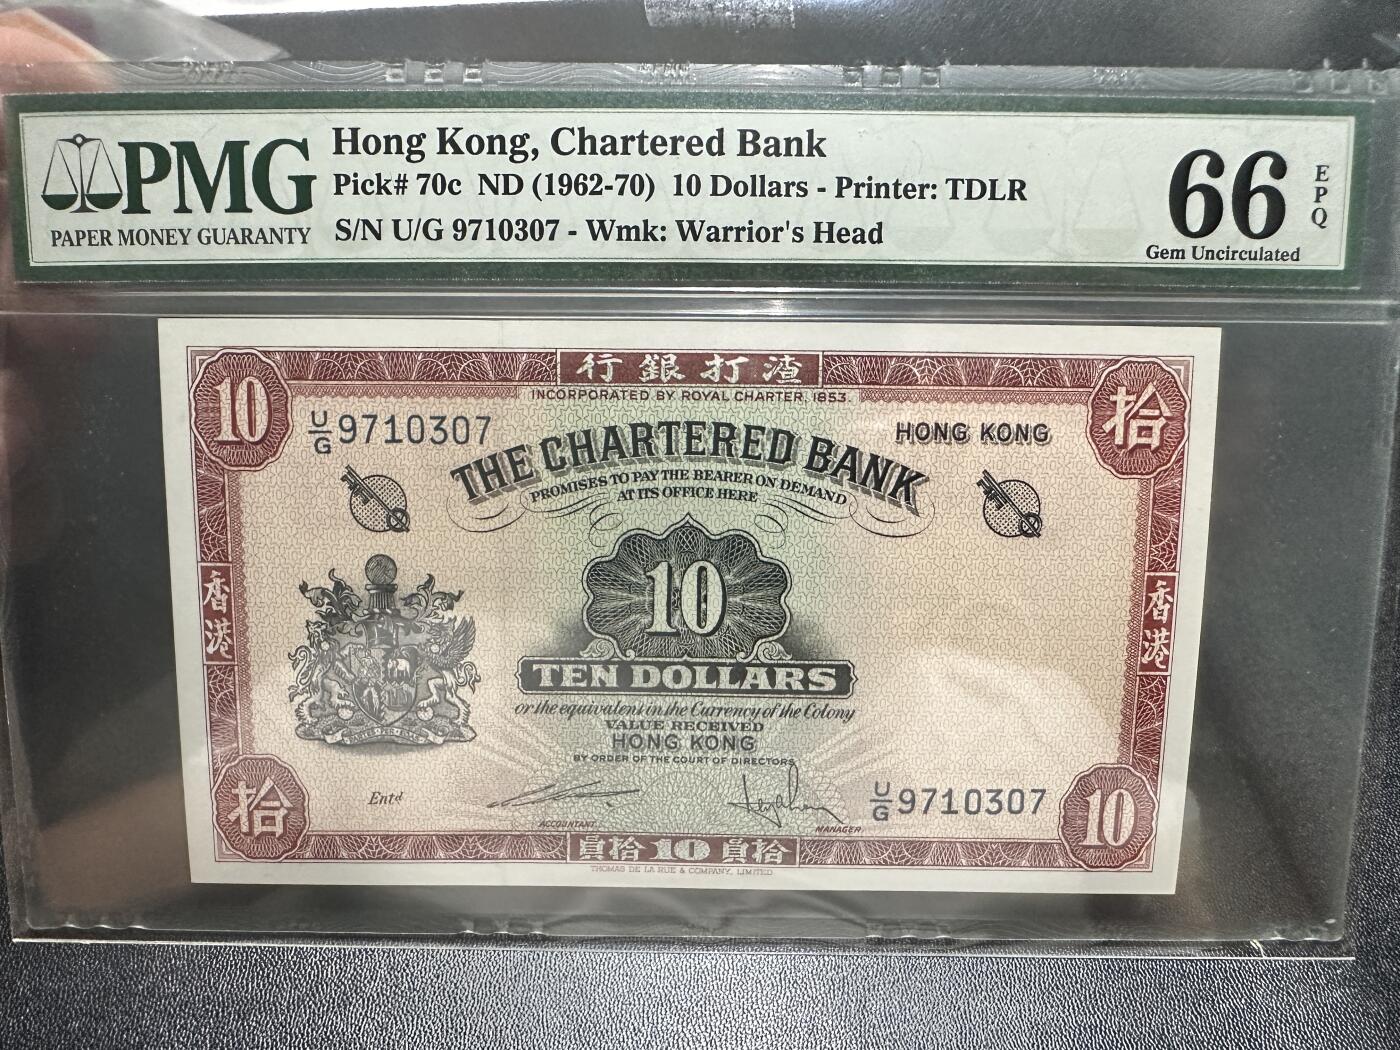 PMG
PAPER MONEY GUARANTY
Hong Kong, Chartered Bank
Pick# 70c ND (1962-70) 10 Dollars - Printer: TDLR
S/N U/G 9710307 - Wmk: Warrior's Head
66
EPQ
Gem Uncirculated
行銀打渣
INCORPORATED BY ROYAL CHARTER, 1853.
10
拾
U/G 9710307
HONG KONG
THE CHARTERED BANK
PROMISES TO PAY THE BEARER ON DEMAND
AT ITS OFFICE HERE
香港
香港
10
TEN DOLLARS
or the equivalent in the Currency of the Colony
VALUE RECEIVED
HONG KONG
BY ORDER OF THE COURT OF DIRECTORS
Entd
U/G 9710307
拾
10
ACCOUNTANT
MANAGER
員拾 10 員拾
THOMAS DE LA RUE & COMPANY, LIMITED